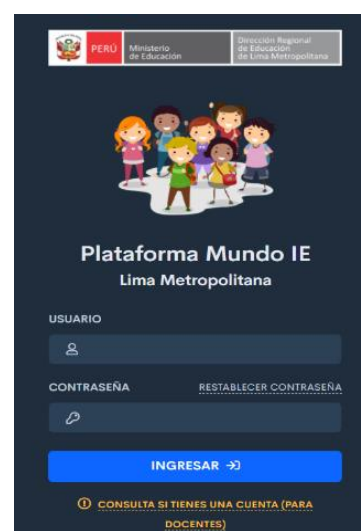 PERÚ
Ministerio
de Educación
Dirección Regional
de Educación
de Lima Metropolitana
Plataforma Mundo IE
Lima Metropolitana
USUARIO
CONTRASEÑA RESTABLECER CONTRASEÑA
INGRESAR
CONSULTA SI TIENES UNA CUENTA (PARA
DOCENTES)